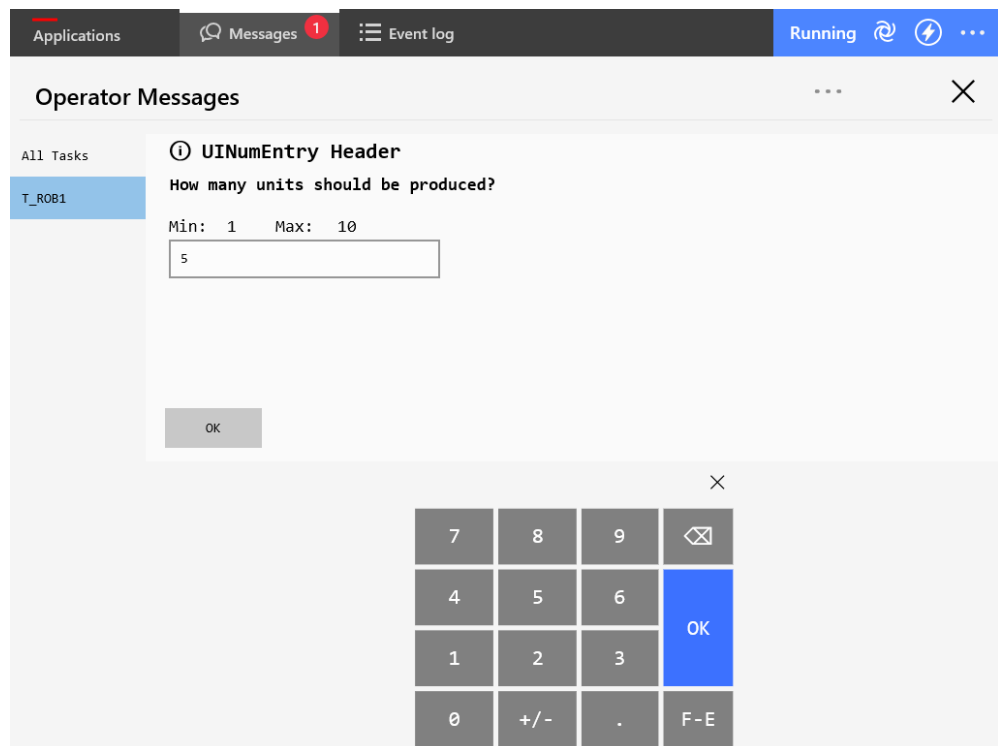 Applications
Messages 1
Event log
Running
Operator Messages
All Tasks
T_ROB1
UINumEntry Header
How many units should be produced?
Min: 1 Max: 10
5
OK
7 8 9
4 5 6
OK
1 2 3
0 +/- . F-E